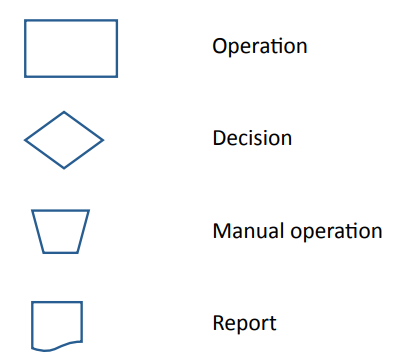 Operation
Decision
Manual operation
Report